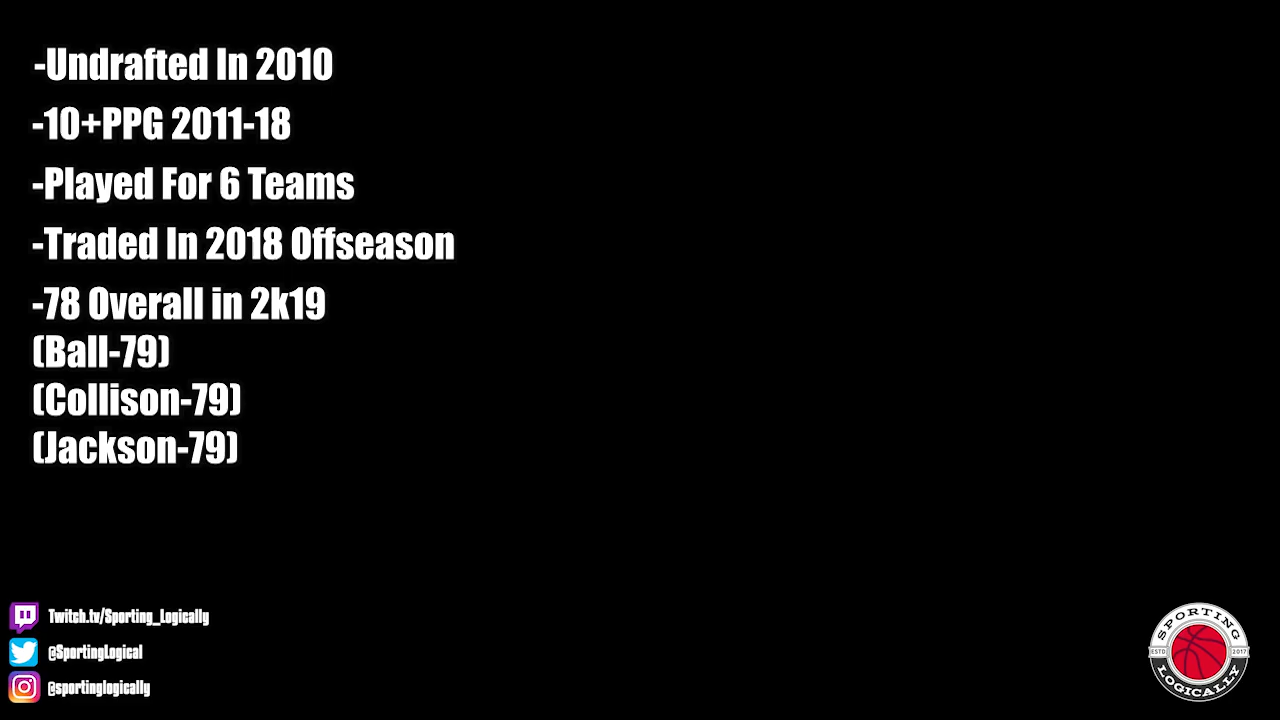 -Undrafted In 2010
-10+PPG 2011-18
-Played For 6 Teams
-Traded In 2018 Offseason
-78 Overall in 2k19
(Ball-79)
(Collison-79)
(Jackson-79)
Twitch.tv/Sporting_Logically
@SportingLogical
@sportinglogically
SPORTING
ESTD 2017
LOGICALLY